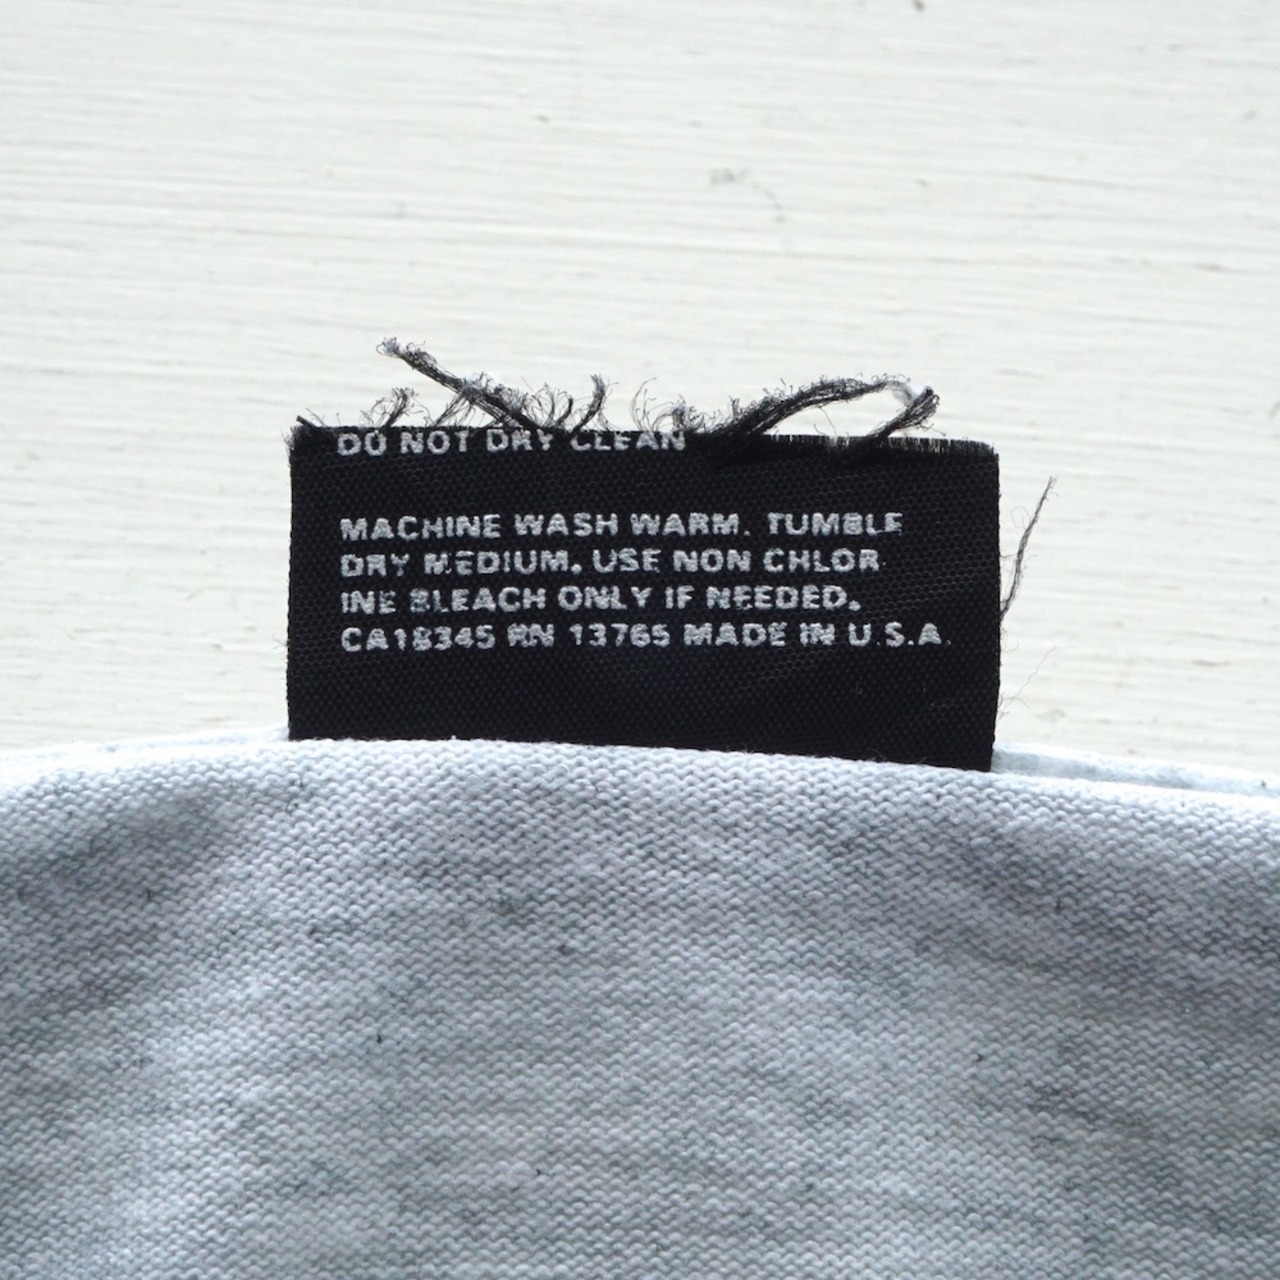 DO NOT DRY CLEAN
MACHINE WASH WARM. TUMBLE
DRY MEDIUM. USE NON CHLOR
INE BLEACH ONLY IF NEEDED.
CA18345 RN 13765 MADE IN U.S.A.